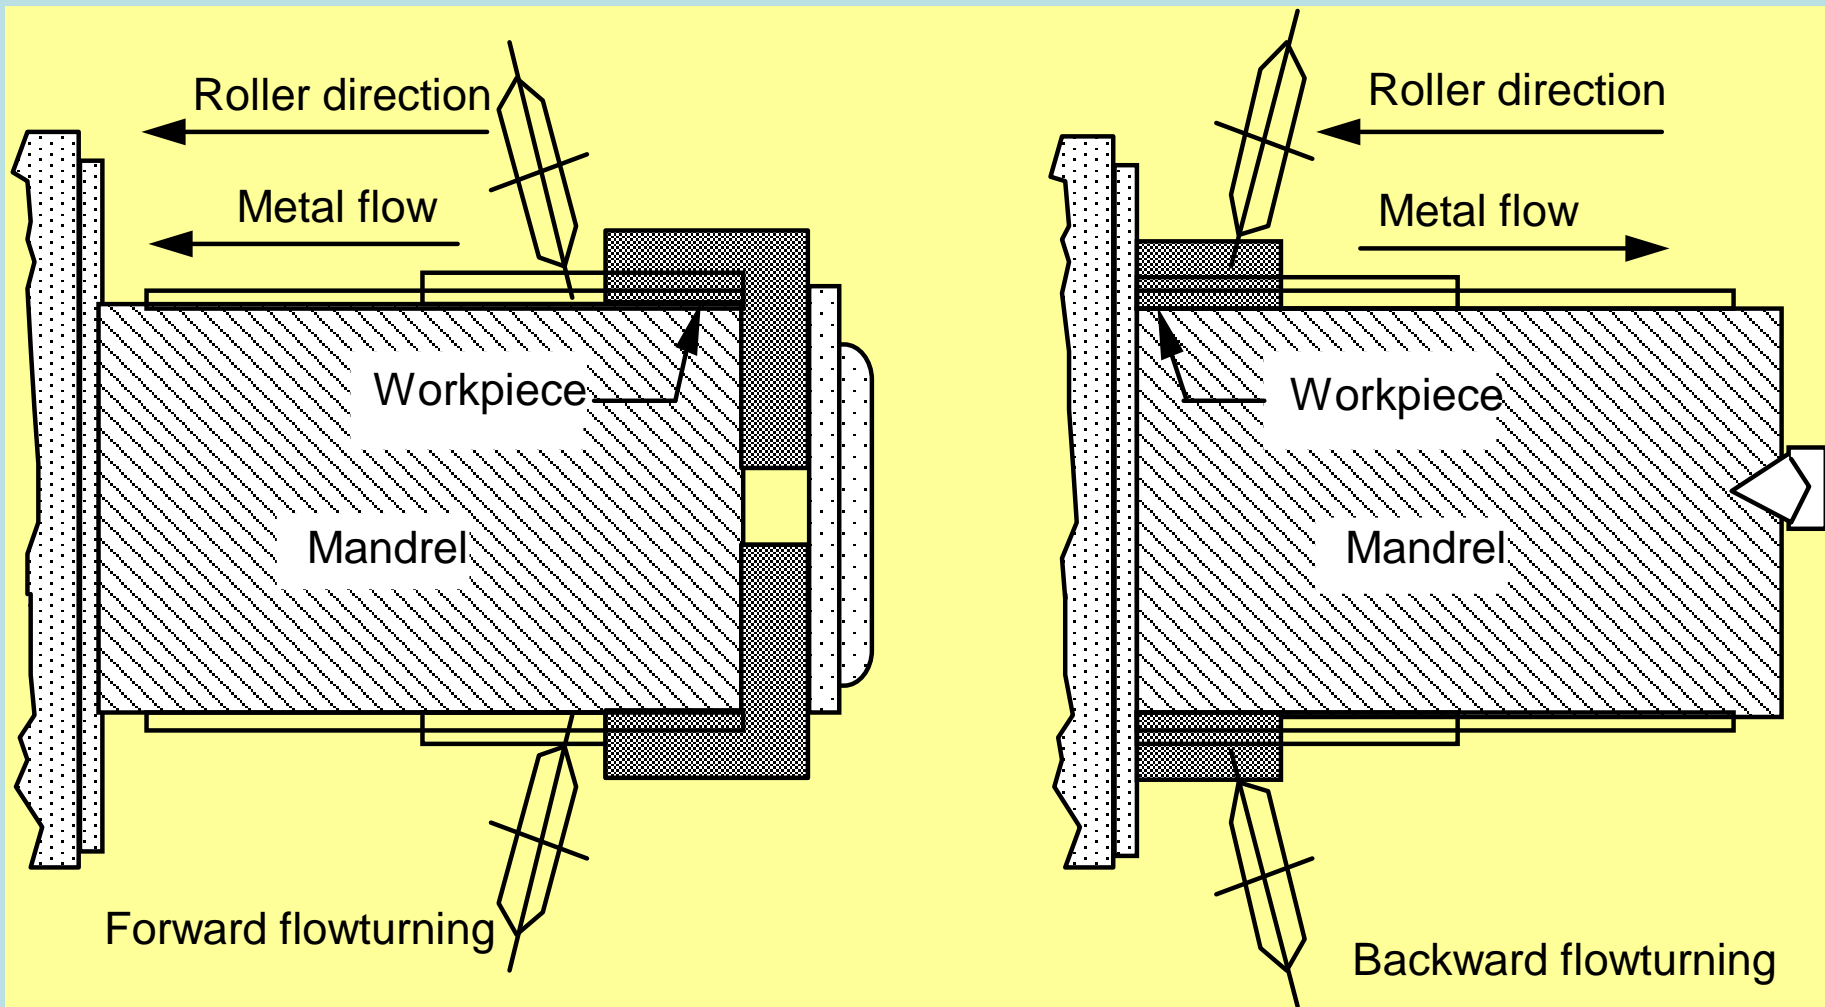 Roller direction
Metal flow
Workpiece
Mandrel
Forward flowturning
Roller direction
Metal flow
Workpiece
Mandrel
Backward flowturning